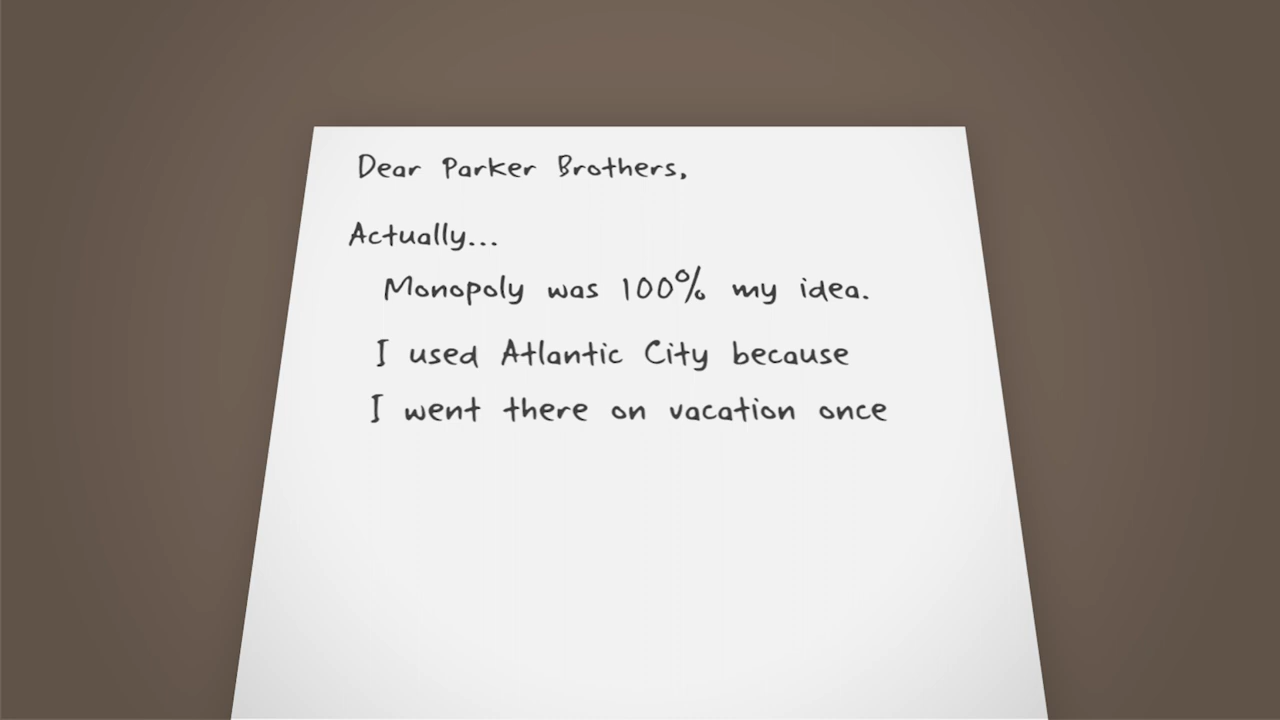 Dear Parker Brothers,
Actually...
Monopoly was 100% my idea.
I used Atlantic City because
I went there on vacation once